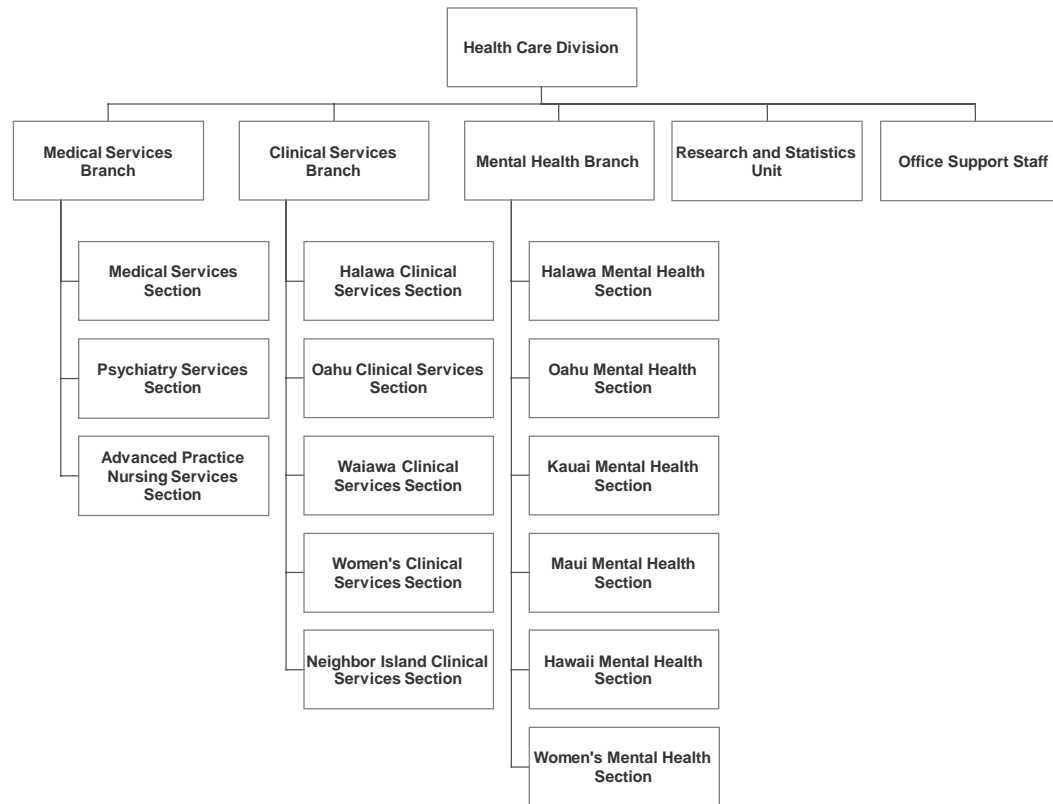 Health Care Division
Medical Services
Branch
Clinical Services
Branch
Mental Health Branch
Research and Statistics
Unit
Office Support Staff
Medical Services
Section
Psychiatry Services
Section
Advanced Practice
Nursing Services
Section
Halawa Clinical
Services Section
Oahu Clinical Services
Section
Waiawa Clinical
Services Section
Women's Clinical
Services Section
Neighbor Island Clinical
Services Section
Halawa Mental Health
Section
Oahu Mental Health
Section
Kauai Mental Health
Section
Maui Mental Health
Section
Hawaii Mental Health
Section
Women's Mental Health
Section